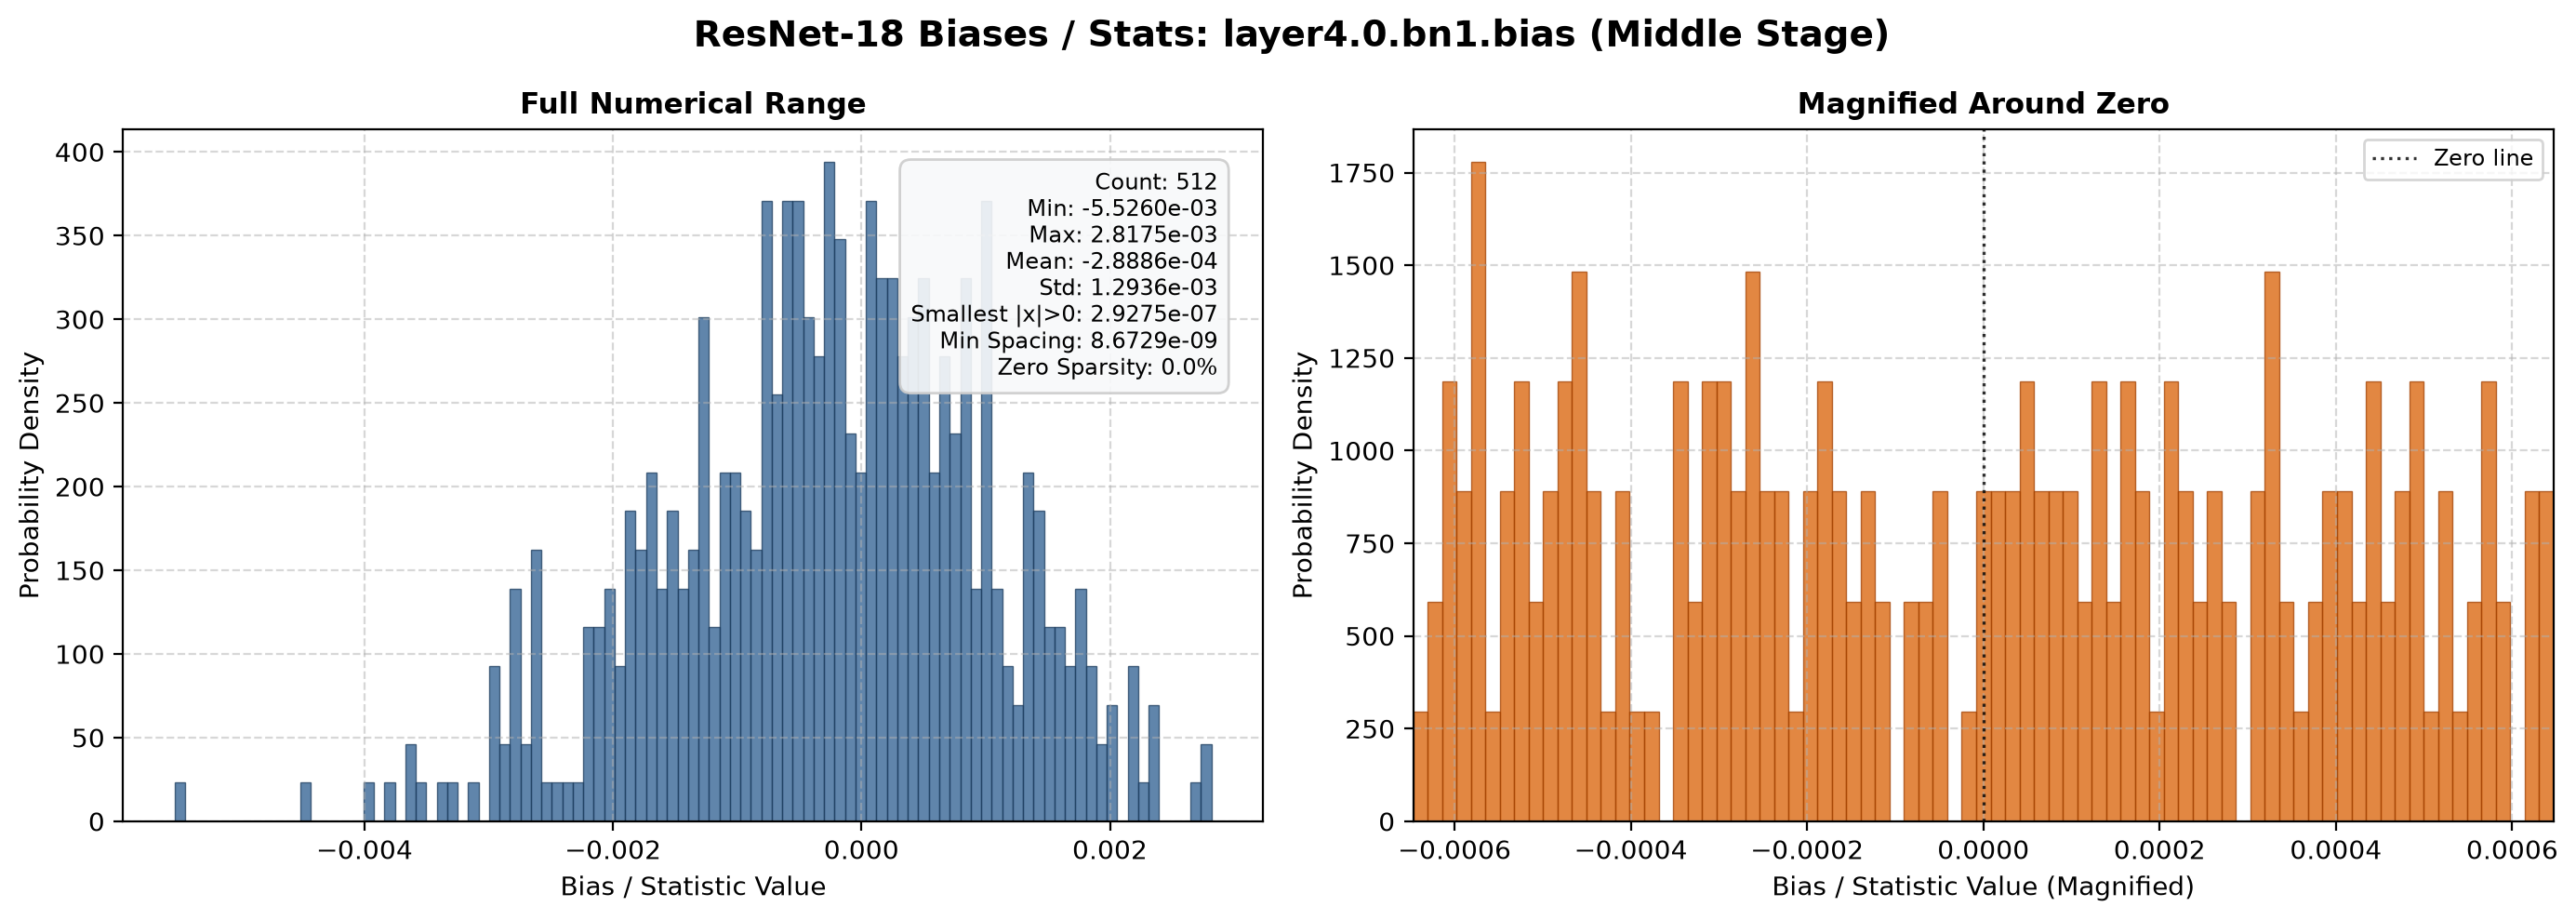 ResNet-18 Biases / Stats: layer4.0.bn1.bias (Middle Stage)
Full Numerical Range
Probability Density
400
350
300
250
200
150
100
50
0
Count: 512
Min: -5.5260e-03
Max: 2.8175e-03
Mean: -2.8886e-04
Std: 1.2936e-03
Smallest |x|>0: 2.9275e-07
Min Spacing: 8.6729e-09
Zero Sparsity: 0.0%
−0.004 −0.002 0.000 0.002
Bias / Statistic Value
Magnified Around Zero
Probability Density
1750
1500
1250
1000
750
500
250
0
Zero line
−0.0006 −0.0004 −0.0002 0.0000 0.0002 0.0004 0.0006
Bias / Statistic Value (Magnified)